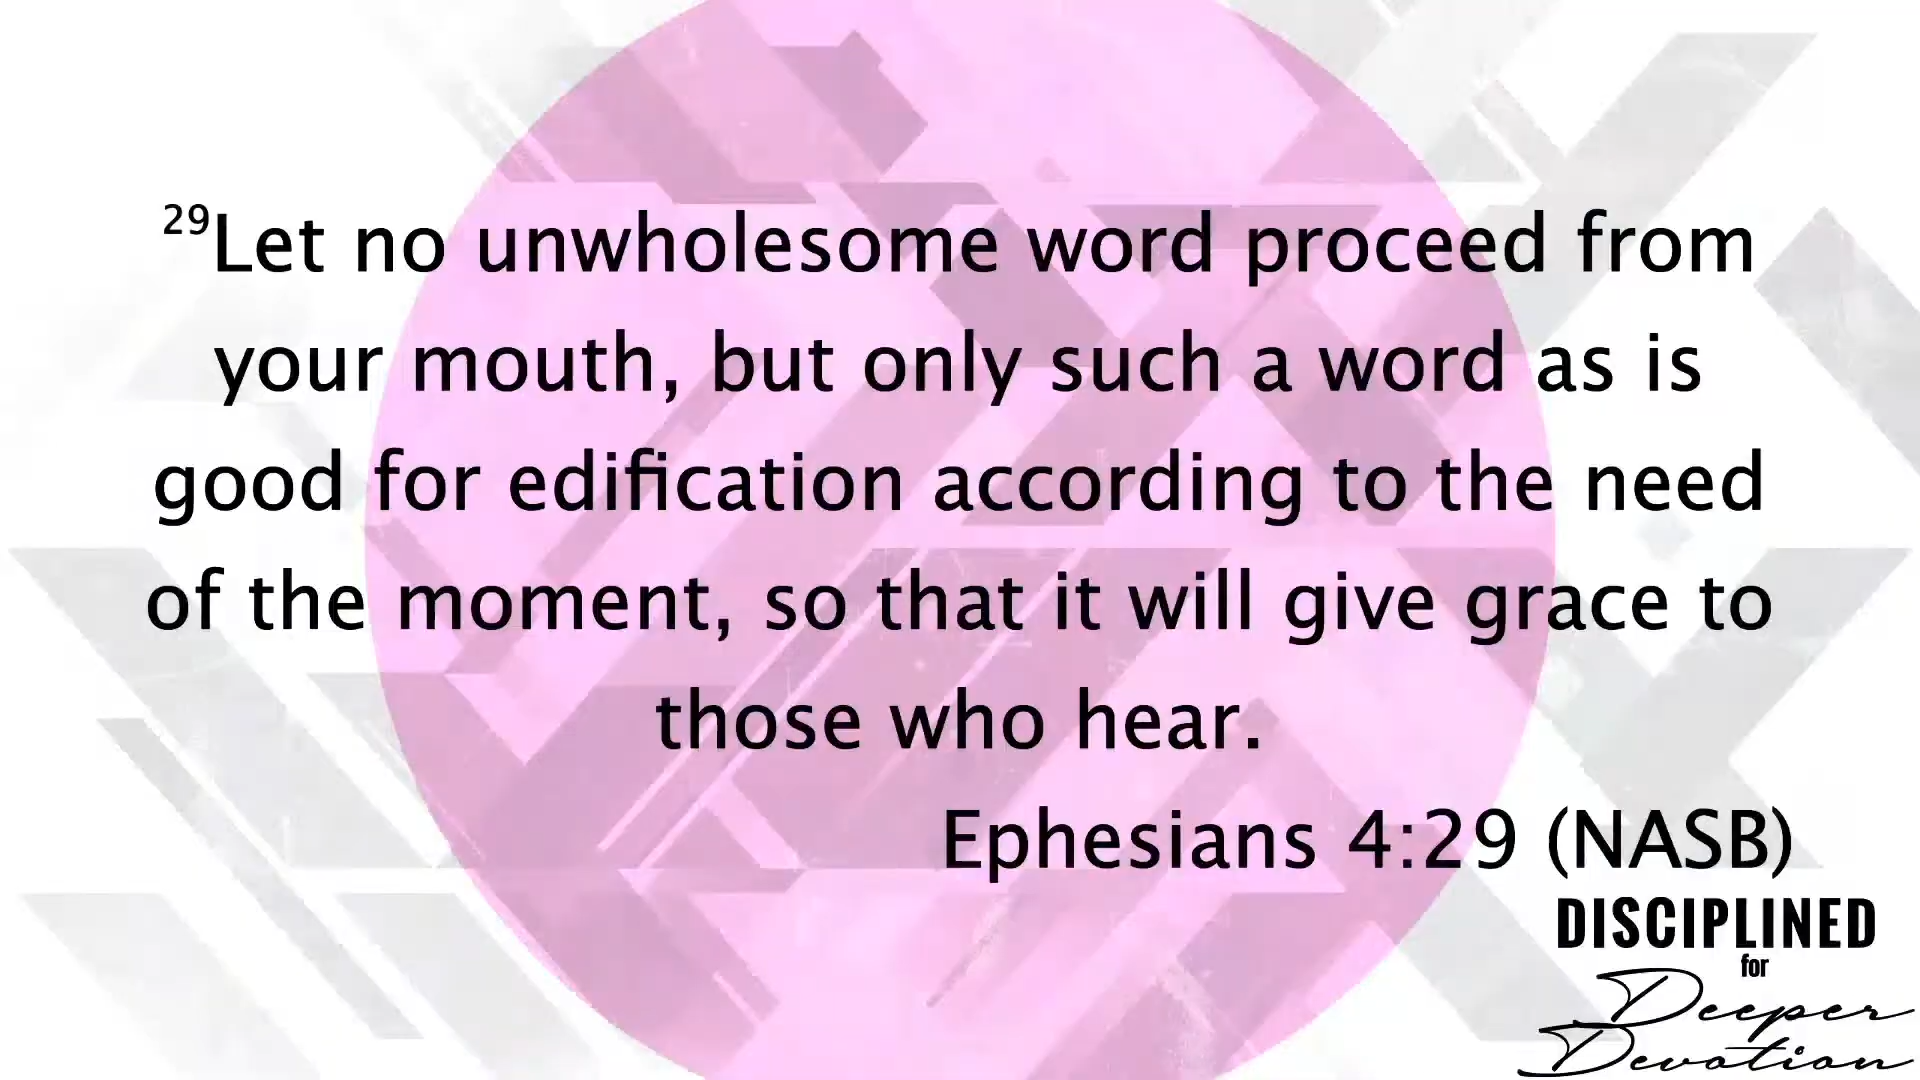 29Let no unwholesome word proceed from
your mouth, but only such a word as is
good for edification according to the need
of the moment, so that it will give grace to
those who hear.
Ephesians 4:29 (NASB)
DISCIPLINED
for
Deeper
Devotion